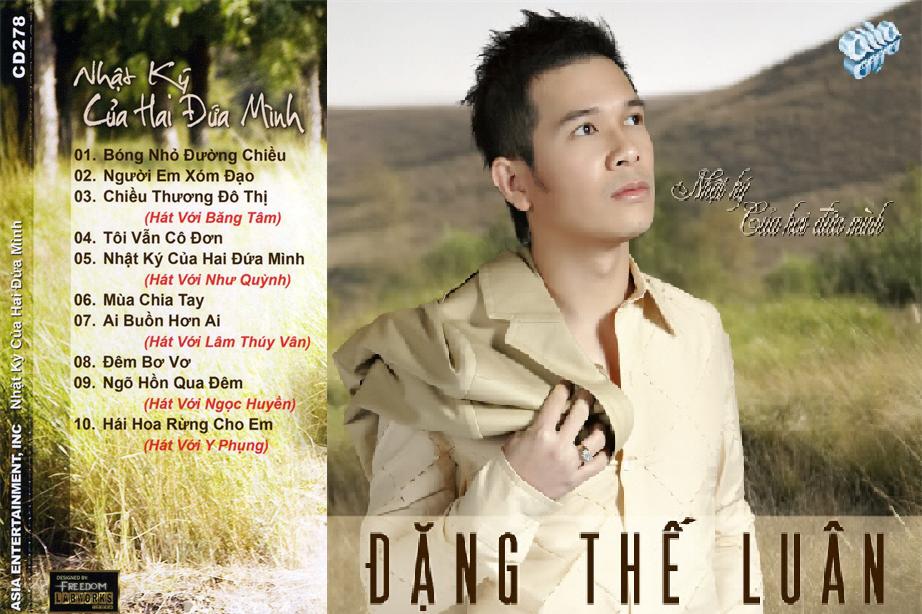 CD278
ASIA ENTERTAINMENT, INC Nhật Ký Của Hai Đứa Mình
Nhật Ký
Của Hai Đứa Mình
01. Bóng Nhỏ Đường Chiều
02. Người Em Xóm Đạo
03. Chiều Thương Đô Thị
(Hát Với Băng Tâm)
04. Tôi Vẫn Cô Đơn
05. Nhật Ký Của Hai Đứa Mình
(Hát Với Như Quỳnh)
06. Mùa Chia Tay
07. Ai Buồn Hơn Ai
(Hát Với Lâm Thúy Vân)
08. Đêm Bơ Vơ
09. Ngõ Hồn Qua Đêm
(Hát Với Ngọc Huyền)
10. Hái Hoa Rừng Cho Em
(Hát Với Y Phụng)
DESIGNED BY:
FREEDOM
LABWORKS
asia
Nhật ký
Của hai đứa mình
ĐẶNG THẾ LUÂN